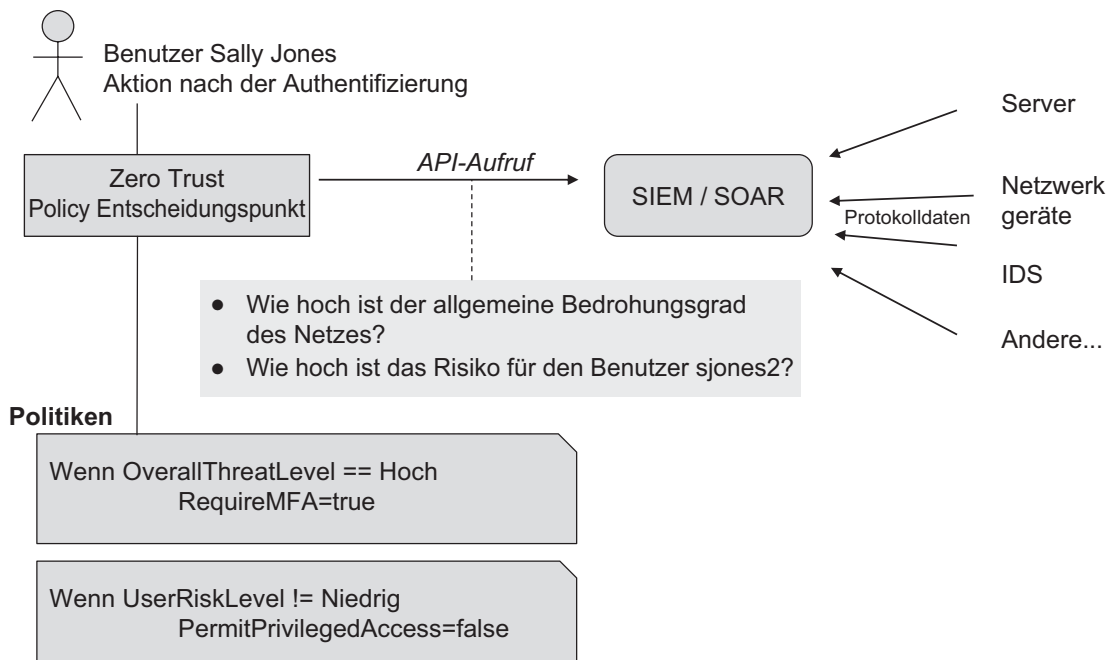 Benutzer Sally Jones
Aktion nach der Authentifizierung
Zero Trust
Policy Entscheidungspunkt
API-Aufruf
SIEM / SOAR
Protokolldaten
Server
Netzwerk
geräte
IDS
Andere...
● Wie hoch ist der allgemeine Bedrohungsgrad
des Netzes?
● Wie hoch ist das Risiko für den Benutzer sjones2?
Politiken
Wenn OverallThreatLevel == Hoch
RequireMFA=true
Wenn UserRiskLevel != Niedrig
PermitPrivilegedAccess=false